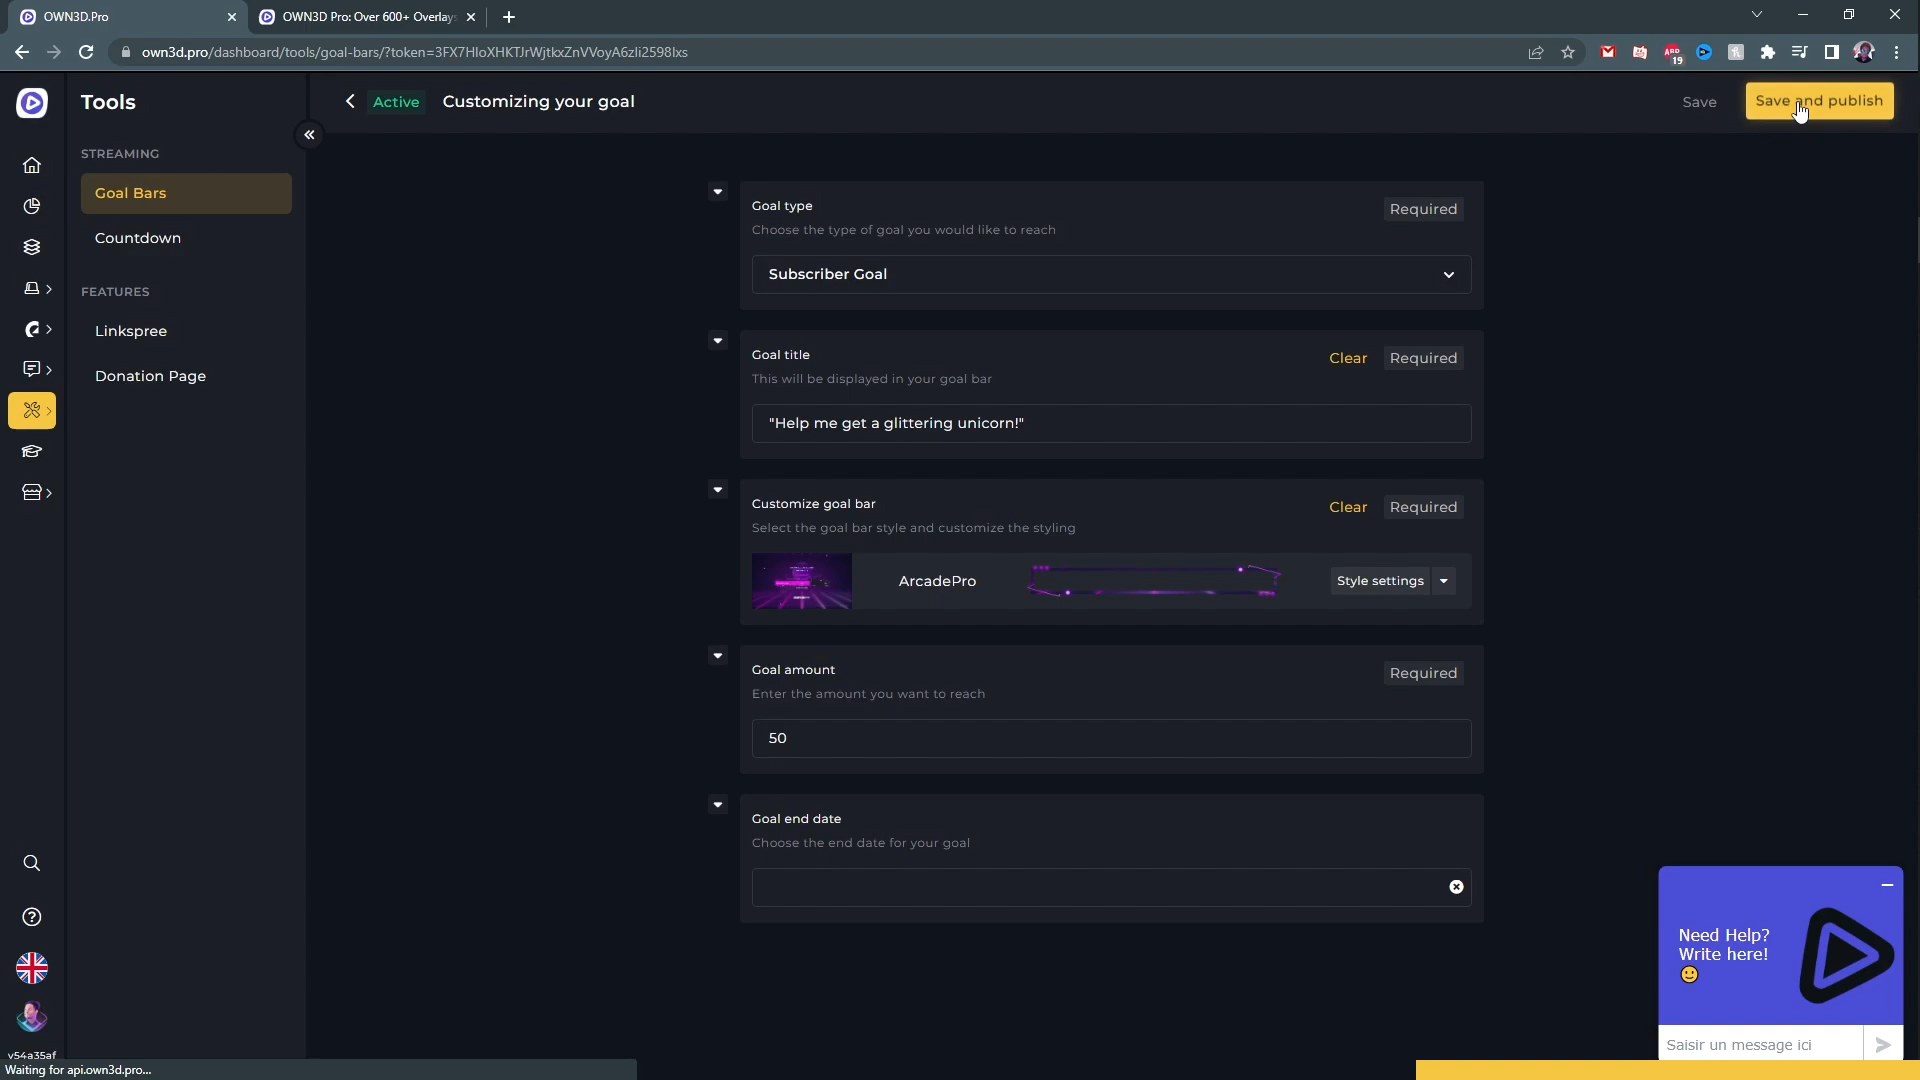 OWN3D.Pro
OWN3D Pro: Over 600+ Overlays
own3d.pro/dashboard/tools/goal-bars/?token=3FX7HloXHKTJrWjtkxZnVVoyA6zli2598lxs
19
Tools
Active
Customizing your goal
Save
Save and publish
STREAMING
Goal Bars
Countdown
FEATURES
Linkspree
Donation Page
Goal type
Required
Choose the type of goal you would like to reach
Subscriber Goal
Goal title
Clear
Required
This will be displayed in your goal bar
"Help me get a glittering unicorn!"
Customize goal bar
Clear
Required
Select the goal bar style and customize the styling
ArcadePro
Style settings
Goal amount
Required
Enter the amount you want to reach
50
Goal end date
Choose the end date for your goal
Need Help?
Write here!
Saisir un message ici
v54a35af
Waiting for api.own3d.pro...